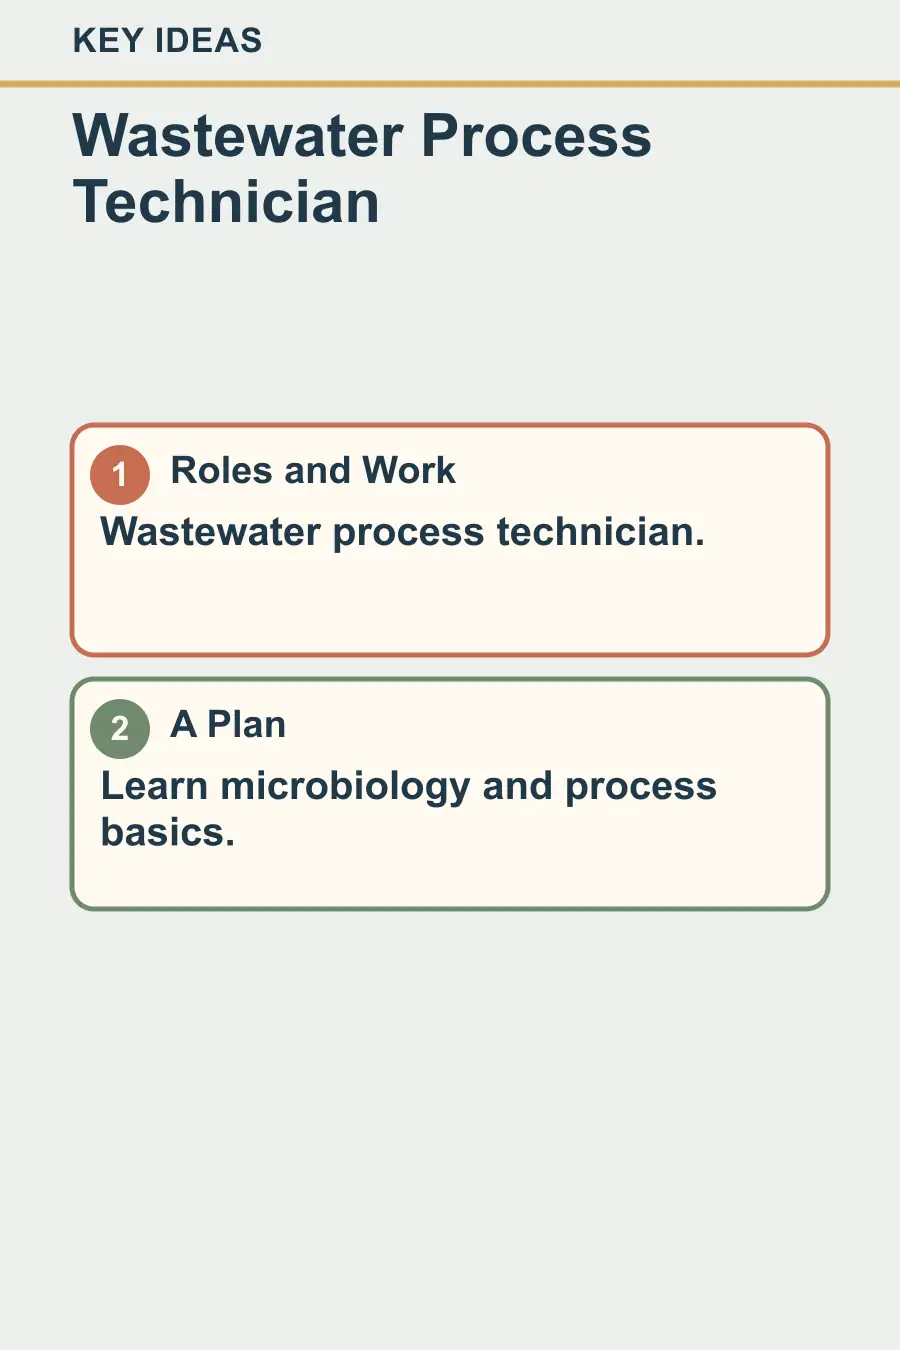 KEY IDEAS
Wastewater Process
Technician
1 Roles and Work
Wastewater process technician.
2 A Plan
Learn microbiology and process
basics.